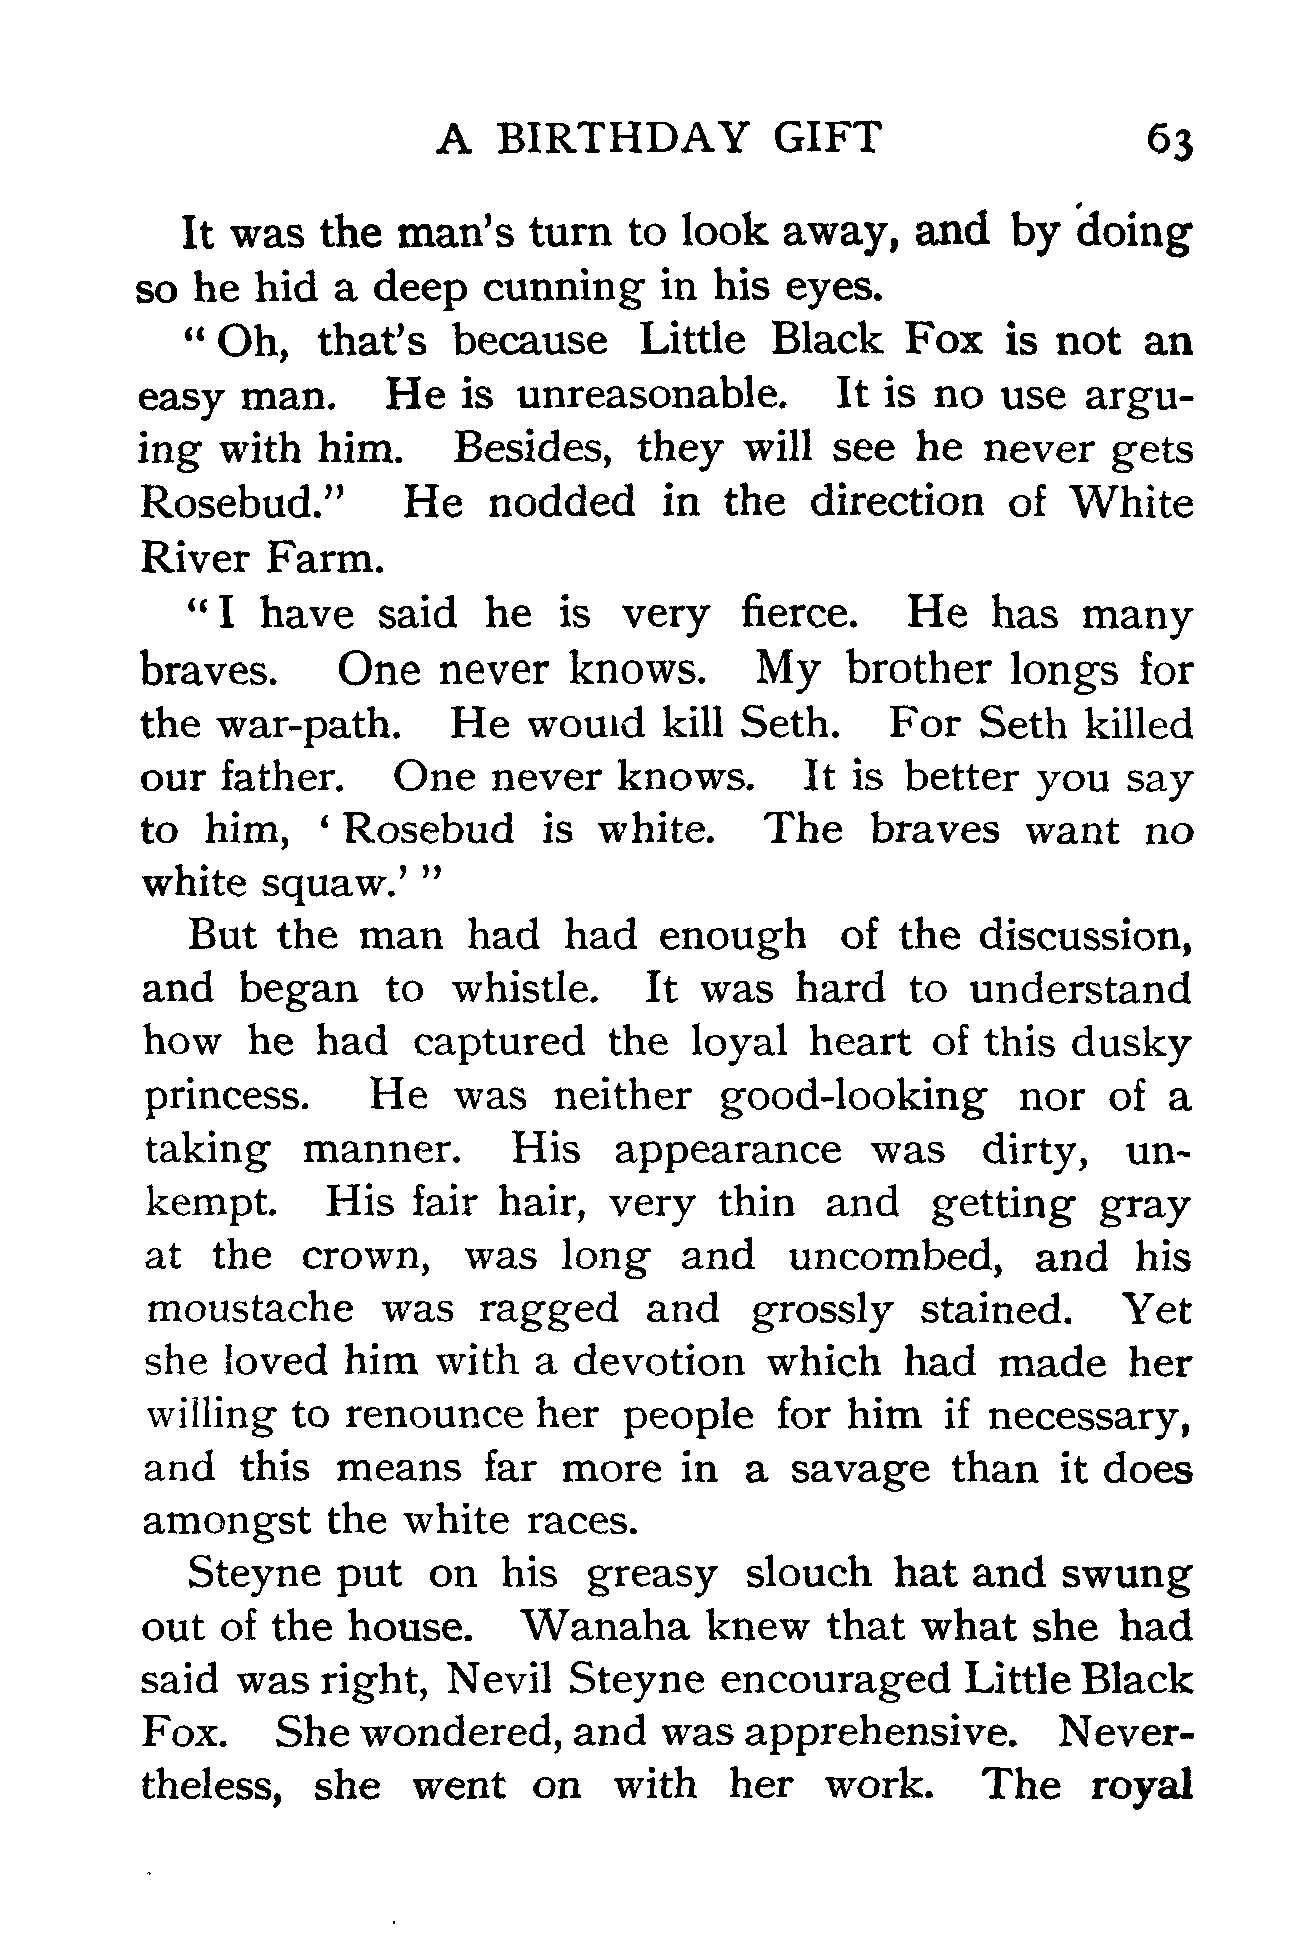 A BIRTHDAY GIFT 63
It was the man's turn to look away, and by doing
so he hid a deep cunning in his eyes.
“ Oh, that's because Little Black Fox is not an
easy man. He is unreasonable. It is no use argu-
ing with him. Besides, they will see he never gets
Rosebud.” He nodded in the direction of White
River Farm.
“ I have said he is very fierce. He has many
braves. One never knows. My brother longs for
the war-path. He would kill Seth. For Seth killed
our father. One never knows. It is better you say
to him, ‘ Rosebud is white. The braves want no
white squaw.’ ”
But the man had had enough of the discussion,
and began to whistle. It was hard to understand
how he had captured the loyal heart of this dusky
princess. He was neither good-looking nor of a
taking manner. His appearance was dirty, un-
kempt. His fair hair, very thin and getting gray
at the crown, was long and uncombed, and his
moustache was ragged and grossly stained. Yet
she loved him with a devotion which had made her
willing to renounce her people for him if necessary,
and this means far more in a savage than it does
amongst the white races.
Steyne put on his greasy slouch hat and swung
out of the house. Wanaha knew that what she had
said was right, Nevil Steyne encouraged Little Black
Fox. She wondered, and was apprehensive. Never-
theless, she went on with her work. The royal